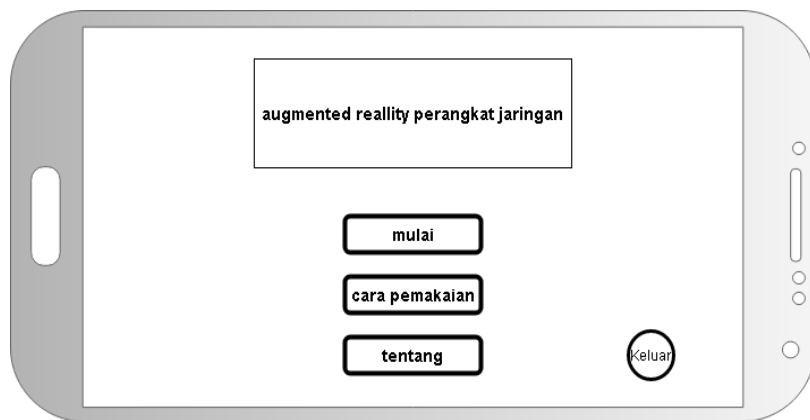 augmented reallity perangkat jaringan
mulai
cara pemakaian
tentang
Keluar